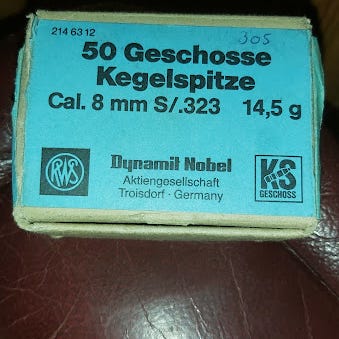 214 63 12
305
50 Geschosse
Kegelspitze
Cal. 8 mm S/.323 14,5 g
RWS
Dynamit Nobel
Aktiengesellschaft
Troisdorf · Germany
KS
GESCHOSS